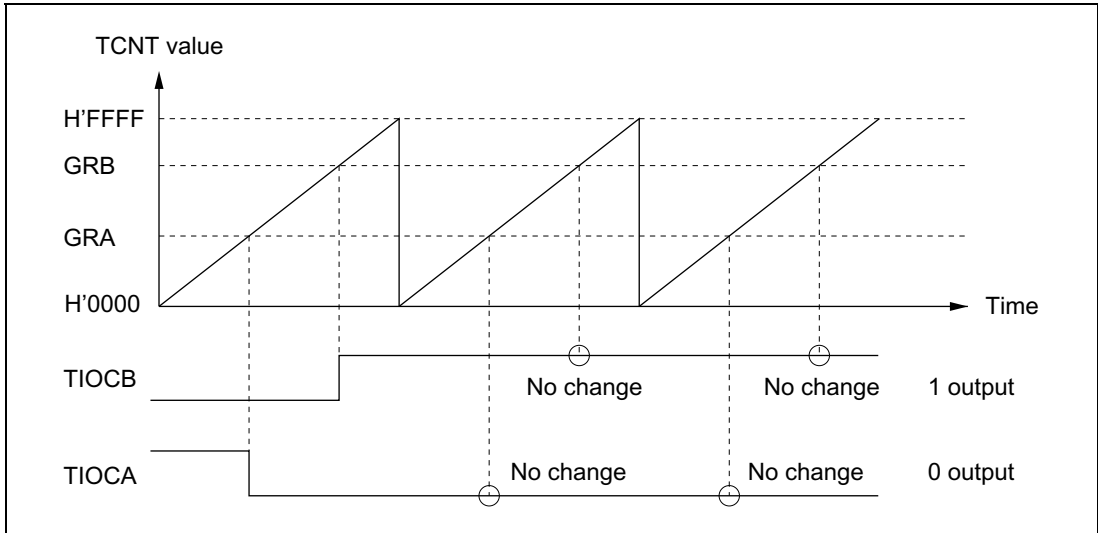 TCNT value
H'FFFF
GRB
GRA
H'0000
Time
TIOCB
No change
No change
1 output
TIOCA
No change
No change
0 output